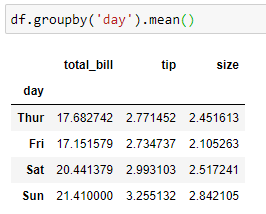 df.groupby('day').mean()
total_bill tip size
day
Thur 17.682742 2.771452 2.451613
Fri 17.151579 2.734737 2.105263
Sat 20.441379 2.993103 2.517241
Sun 21.410000 3.255132 2.842105